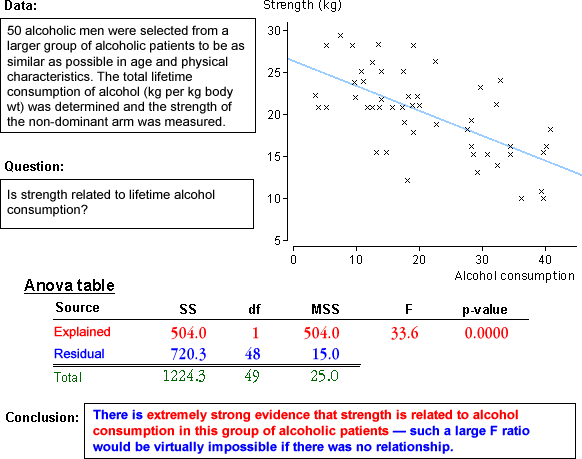 Data:
50 alcoholic men were selected from a
larger group of alcoholic patients to be as
similar as possible in age and physical
characteristics. The total lifetime
consumption of alcohol (kg per kg body
wt) was determined and the strength of
the non-dominant arm was measured.
Question:
Is strength related to lifetime alcohol
consumption?
Strength (kg)
30
25
20
15
10
5
0 10 20 30 40
Alcohol consumption
Anova table
Source SS df MSS F p-value
Explained 504.0 1 504.0 33.6 0.0000
Residual 720.3 48 15.0
Total 1224.3 49 25.0
Conclusion:
There is extremely strong evidence that strength is related to alcohol
consumption in this group of alcoholic patients — such a large F ratio
would be virtually impossible if there was no relationship.